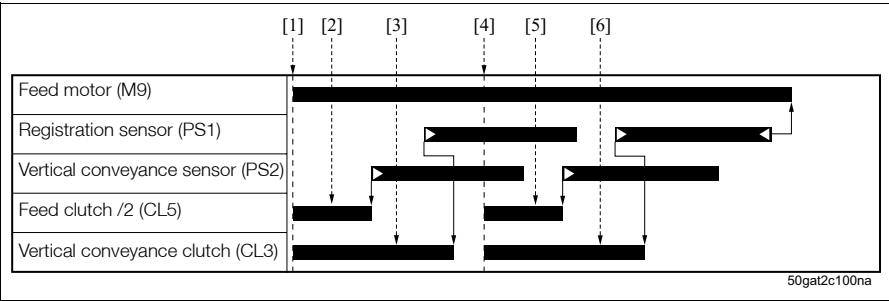 [1] [2] [3] [4] [5] [6]
Feed motor (M9)
Registration sensor (PS1)
Vertical conveyance sensor (PS2)
Feed clutch /2 (CL5)
Vertical conveyance clutch (CL3)
50gat2c100na